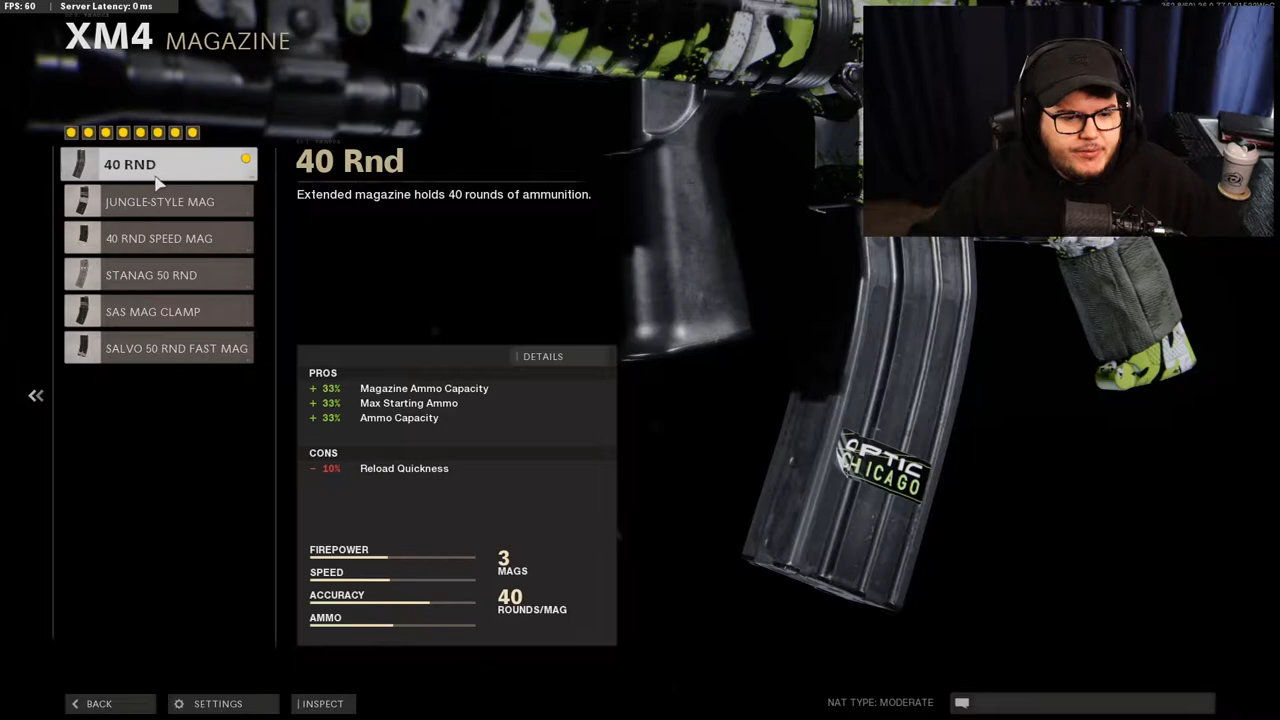 FPS: 60 | Server Latency: 0 ms
XM4 MAGAZINE
40 RND
JUNGLE-STYLE MAG
40 RND SPEED MAG
STANAG 50 RND
SAS MAG CLAMP
SALVO 50 RND FAST MAG
40 Rnd
Extended magazine holds 40 rounds of ammunition.
DETAILS
PROS
+ 33% Magazine Ammo Capacity
+ 33% Max Starting Ammo
+ 33% Ammo Capacity
CONS
− 10% Reload Quickness
FIREPOWER
SPEED
ACCURACY
AMMO
3
MAGS
40
ROUNDS/MAG
OPTIC
CHICAGO
BACK
SETTINGS
INSPECT
NAT TYPE: MODERATE